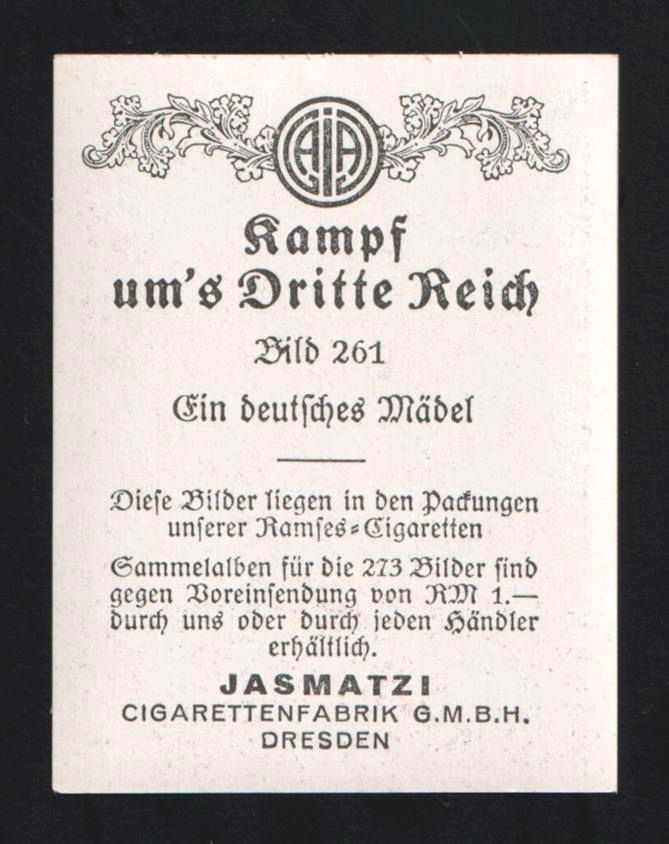 Kampf
um's Dritte Reich
Bild 261
Ein deutsches Mädel
Diese Bilder liegen in den Packungen
unserer Ramses=Cigaretten
Sammelalben für die 273 Bilder sind
gegen Voreinsendung von RM 1.—
durch uns oder durch jeden Händler
erhältlich.
JASMATZI
CIGARETTENFABRIK G.M.B.H.
DRESDEN